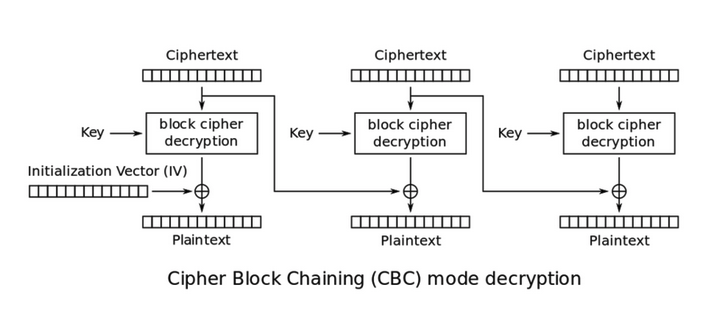 Ciphertext
Ciphertext
Ciphertext
Key
block cipher
decryption
Key
block cipher
decryption
Key
block cipher
decryption
Initialization Vector (IV)
Plaintext
Plaintext
Plaintext
Cipher Block Chaining (CBC) mode decryption